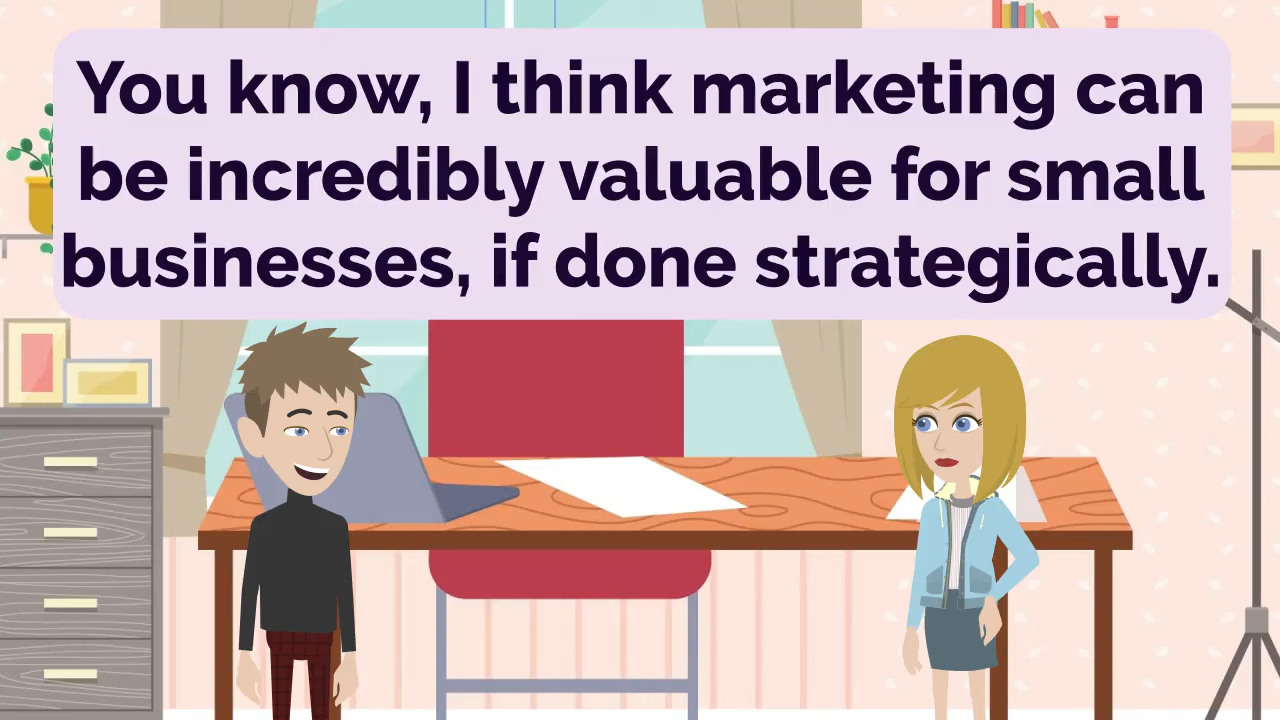 You know, I think marketing can
be incredibly valuable for small
businesses, if done strategically.